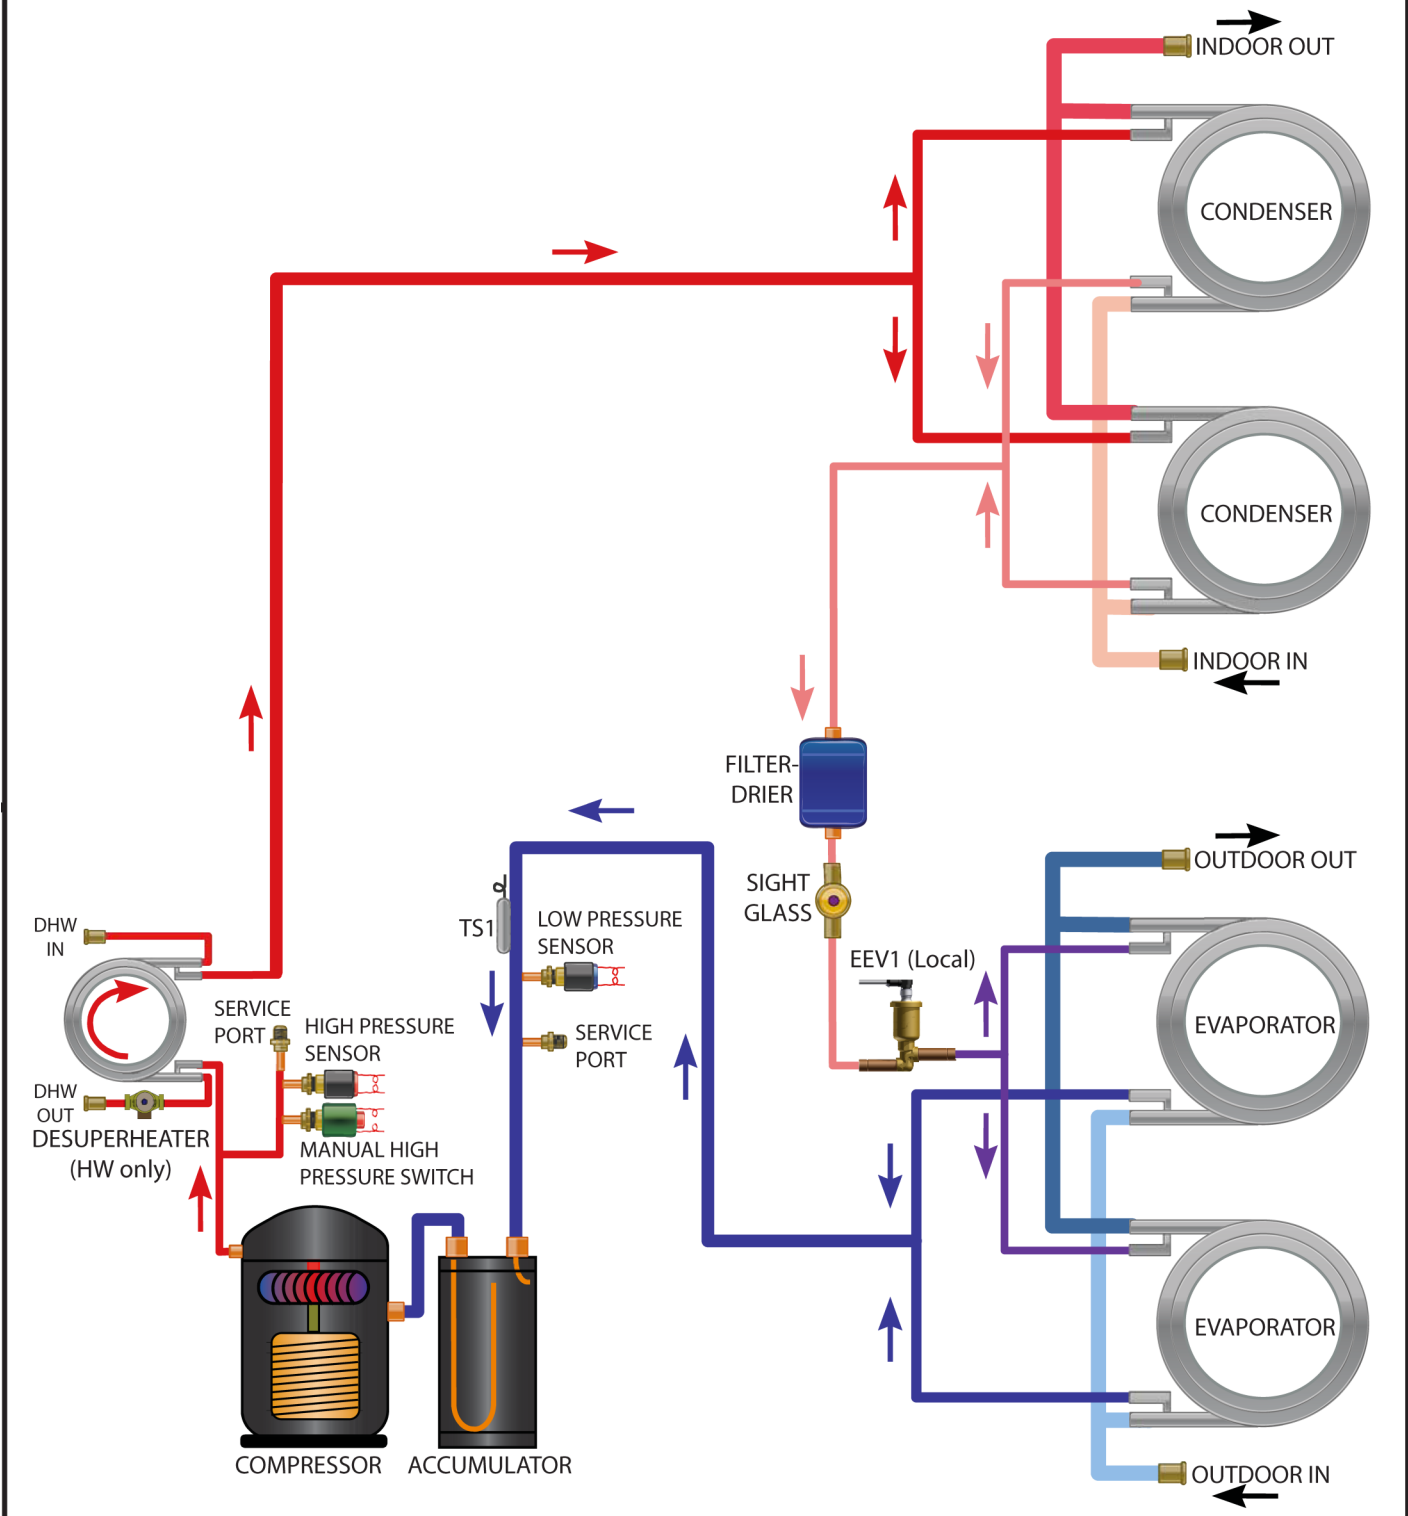 INDOOR OUT
CONDENSER
CONDENSER
INDOOR IN
FILTER-
DRIER
SIGHT
GLASS
EEV1 (Local)
OUTDOOR OUT
EVAPORATOR
EVAPORATOR
OUTDOOR IN
TS1
LOW PRESSURE
SENSOR
SERVICE
PORT
DHW
IN
SERVICE
PORT
HIGH PRESSURE
SENSOR
DHW
OUT
DESUPERHEATER
(HW only)
MANUAL HIGH
PRESSURE SWITCH
COMPRESSOR
ACCUMULATOR